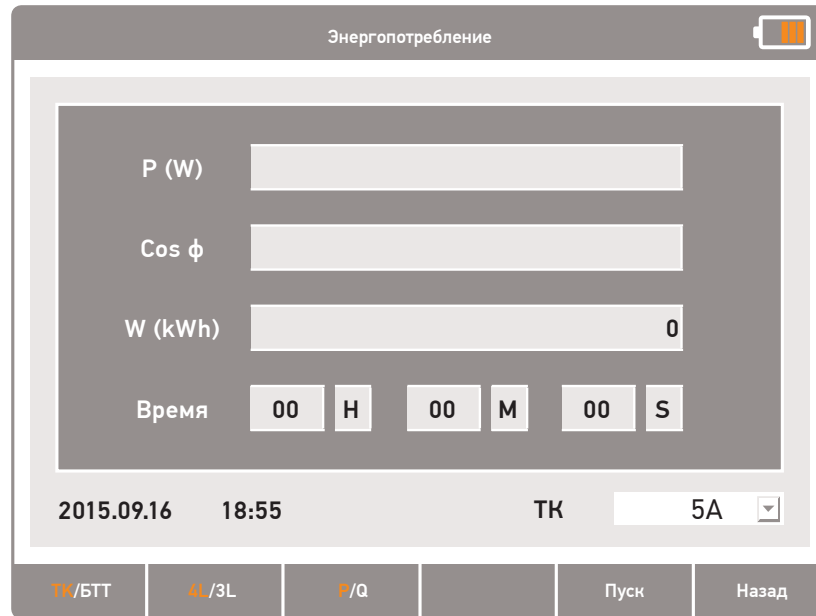 Энергопотребление
P (W)
Cos ф
W (kWh) 0
Время 00 H 00 M 00 S
2015.09.16 18:55 ТК 5A
ТК/БТТ 4L/3L P/Q Пуск Назад